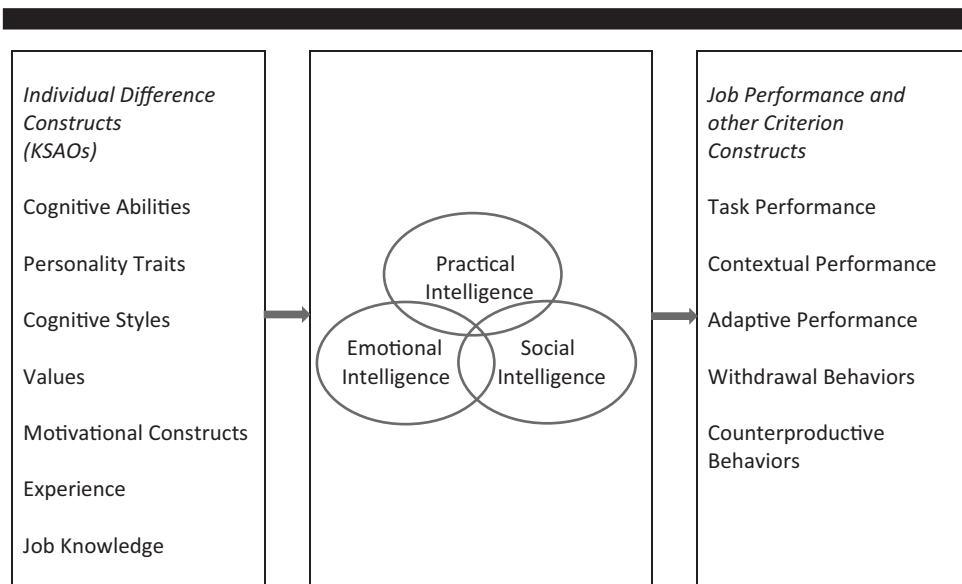 Individual Difference
Constructs
(KSAOs)
Cognitive Abilities
Personality Traits
Cognitive Styles
Values
Motivational Constructs
Experience
Job Knowledge
Practical
Intelligence
Emotional
Intelligence
Social
Intelligence
Job Performance and
other Criterion
Constructs
Task Performance
Contextual Performance
Adaptive Performance
Withdrawal Behaviors
Counterproductive
Behaviors